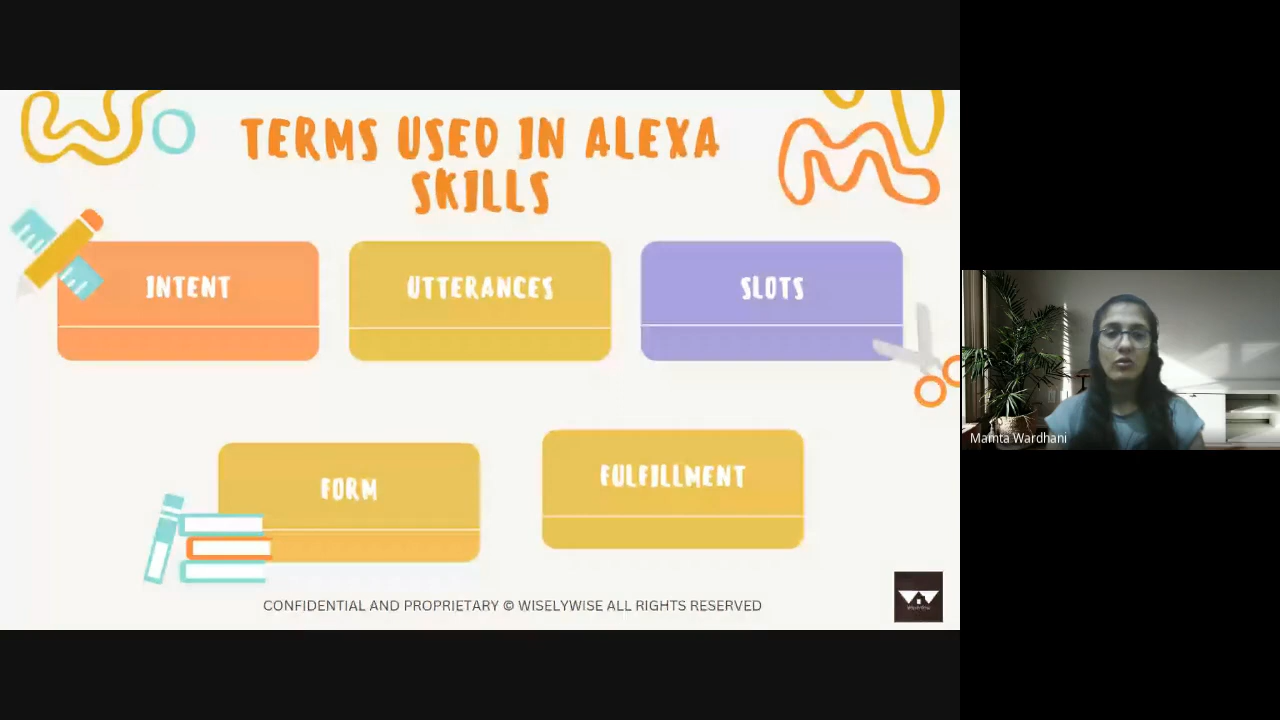 TERMS USED IN ALEXA
SKILLS
INTENT
UTTERANCES
SLOTS
FORM
FULFILLMENT
CONFIDENTIAL AND PROPRIETARY © WISELYWISE ALL RIGHTS RESERVED
Mamta Wardhani